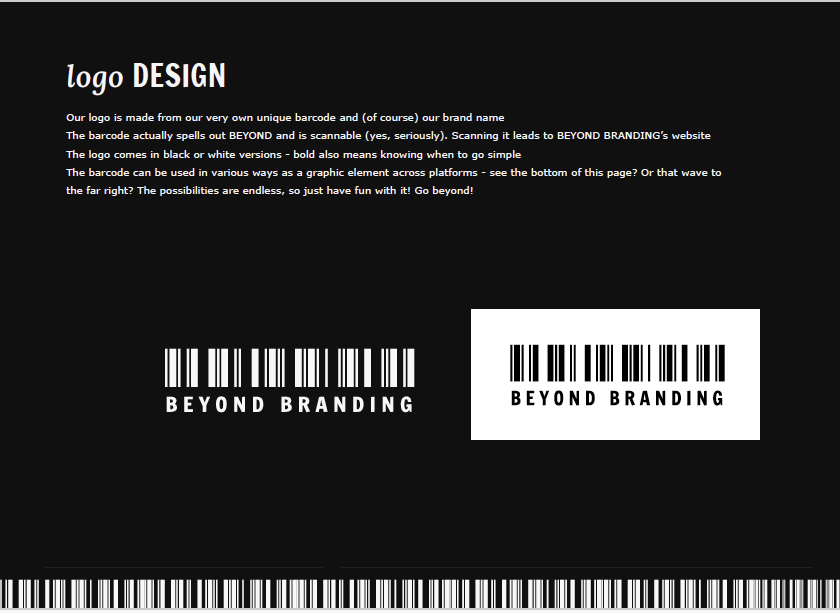 logo DESIGN
Our logo is made from our very own unique barcode and (of course) our brand name
The barcode actually spells out BEYOND and is scannable (yes, seriously). Scanning it leads to BEYOND BRANDING’s website
The logo comes in black or white versions - bold also means knowing when to go simple
The barcode can be used in various ways as a graphic element across platforms - see the bottom of this page? Or that wave to
the far right? The possibilities are endless, so just have fun with it! Go beyond!
BEYOND BRANDING
BEYOND BRANDING